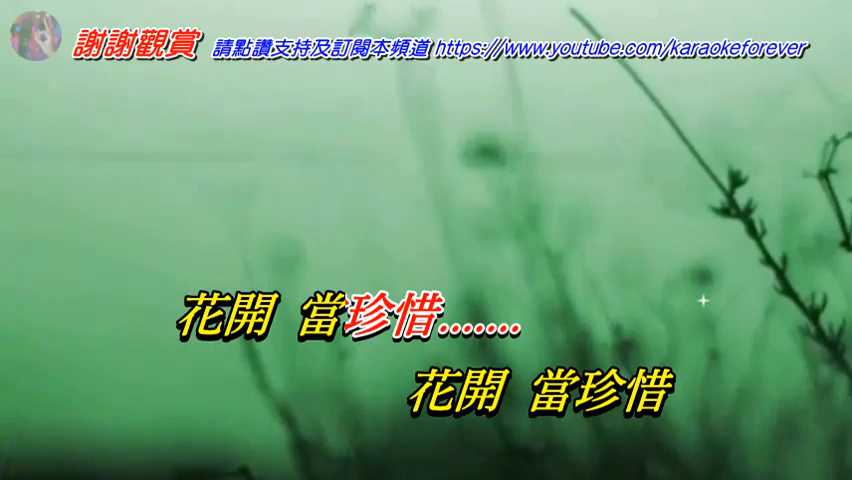 謝謝觀賞 請點讚支持及訂閱本頻道 https://www.youtube.com/karaokeforever
花開 當珍惜.......
花開 當珍惜